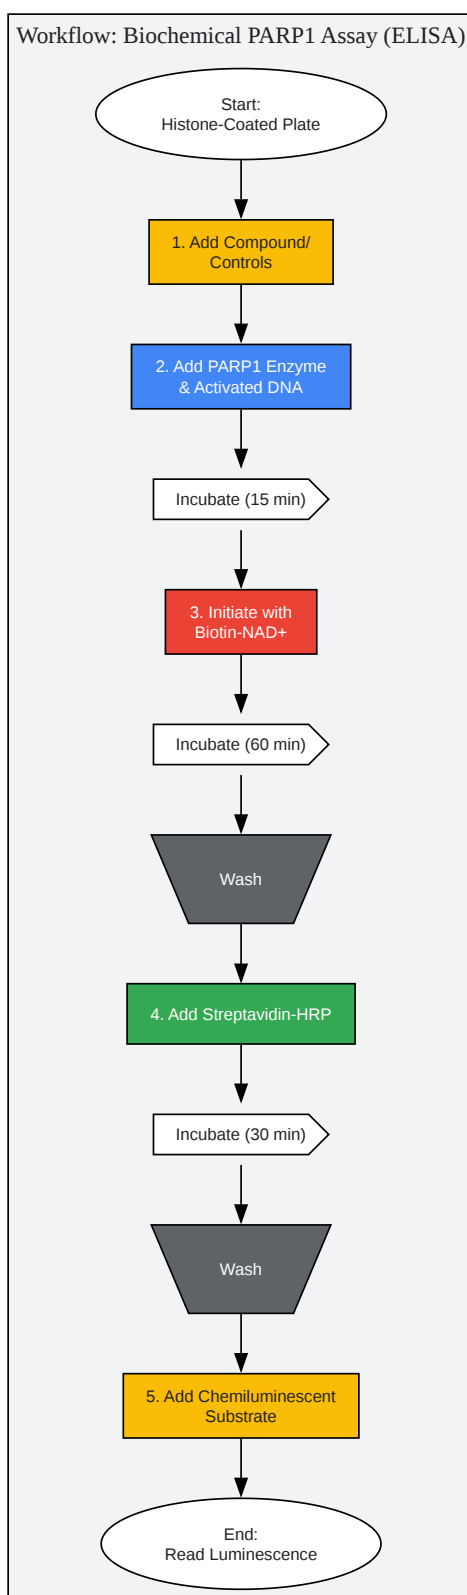 Workflow: Biochemical PARP1 Assay (ELISA)
Start:
Histone-Coated Plate
1. Add Compound/
Controls
2. Add PARP1 Enzyme
& Activated DNA
Incubate (15 min)
3. Initiate with
Biotin-NAD+
Incubate (60 min)
Wash
4. Add Streptavidin-HRP
Incubate (30 min)
Wash
5. Add Chemiluminescent
Substrate
End:
Read Luminescence